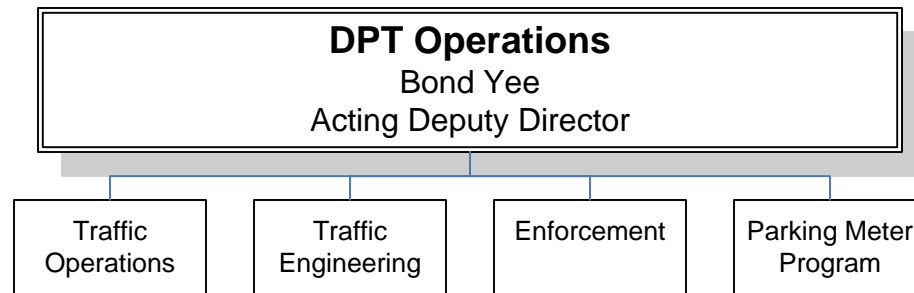 DPT Operations
Bond Yee
Acting Deputy Director
Traffic
Operations
Traffic
Engineering
Enforcement
Parking Meter
Program